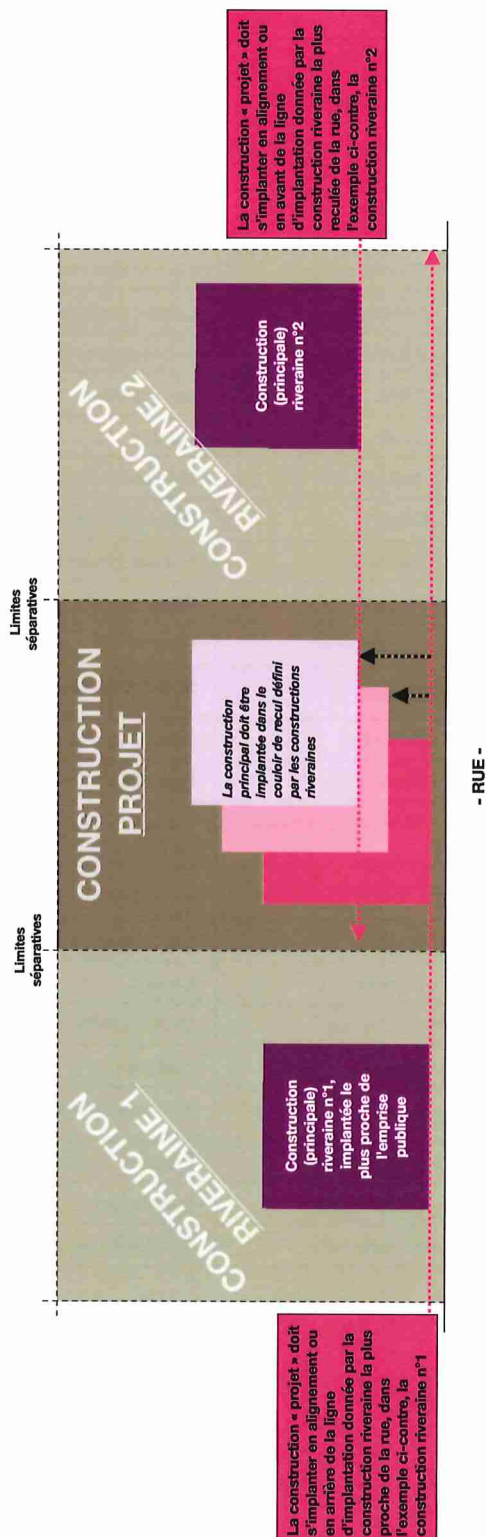 Limites
séparatives
Limites
séparatives
CONSTRUCTION
RIVERAINE 1
CONSTRUCTION
PROJET
CONSTRUCTION
RIVERAINE 2
La construction « projet » doit
s'implanter en alignement ou
en arrière de la ligne
l'implantation donnée par la
construction riveraine la plus
proche de la rue, dans
l'exemple ci-contre, la
construction riveraine n°1
Construction
(principale)
riveraine n°1,
implantée le
plus proche de
l'emprise
publique
La construction
principal doit être
implantée dans le
couloir de recul défini
par les constructions
riveraines
Construction
(principale)
riveraine n°2
La construction « projet » doit
s'implanter en alignement ou
en avant de la ligne
d'implantation donnée par la
construction riveraine la plus
reculée de la rue, dans
l'exemple ci-contre, la
construction riveraine n°2
- RUE -